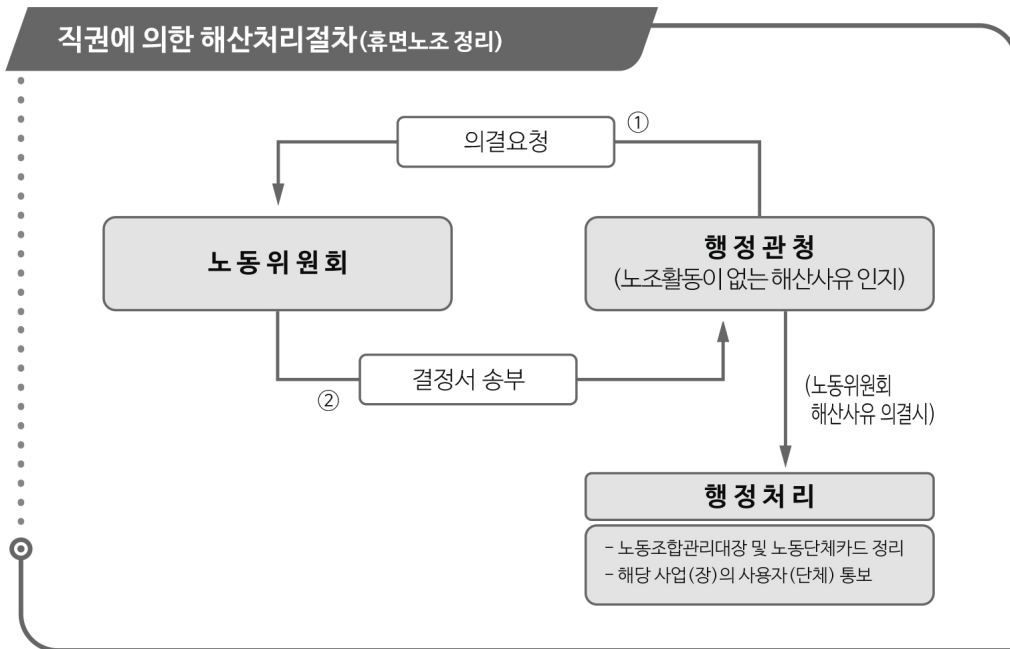 직권에 의한 해산처리절차(휴면노조 정리)
의결요청
①
노동위원회
행정관청
(노조활동이 없는 해산사유 인지)
결정서 송부
②
(노동위원회
해산사유 의결시)
행정처리
- 노동조합관리대장 및 노동단체카드 정리
- 해당 사업(장)의 사용자(단체) 통보